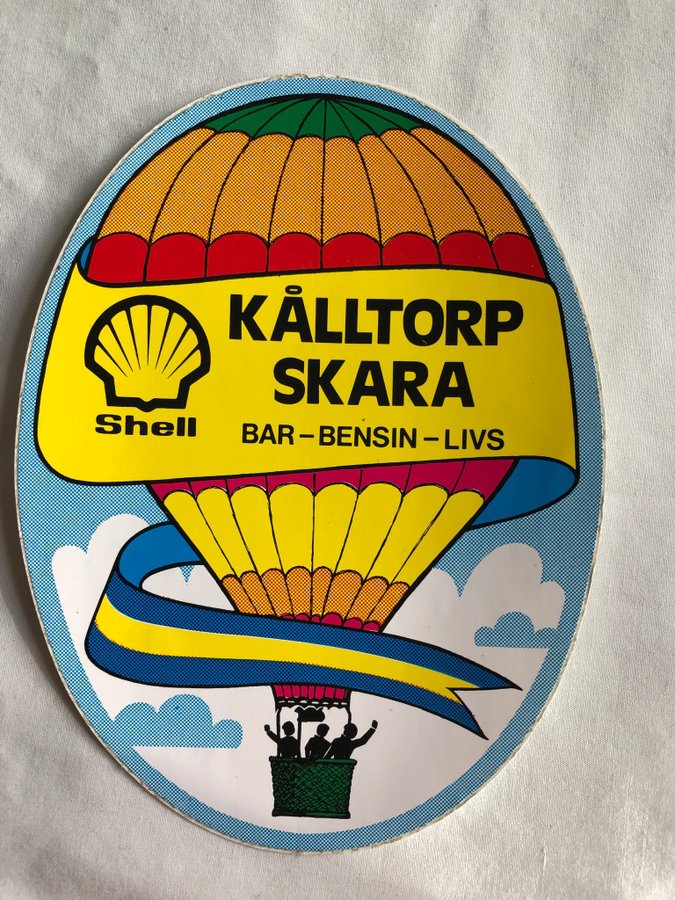 KÅLLTORP
SKARA
Shell
BAR – BENSIN – LIVS